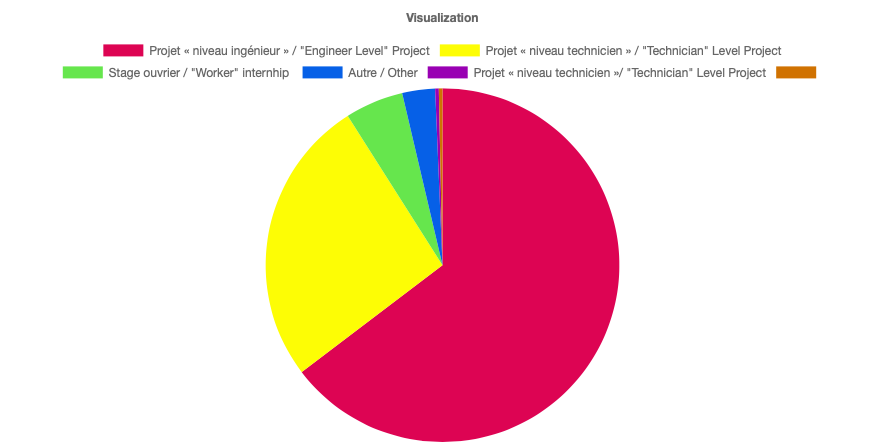 Visualization
Projet « niveau ingénieur » / "Engineer Level" Project Projet « niveau technicien » / "Technician" Level Project
Stage ouvrier / "Worker" internhip Autre / Other Projet « niveau technicien »/ "Technician" Level Project